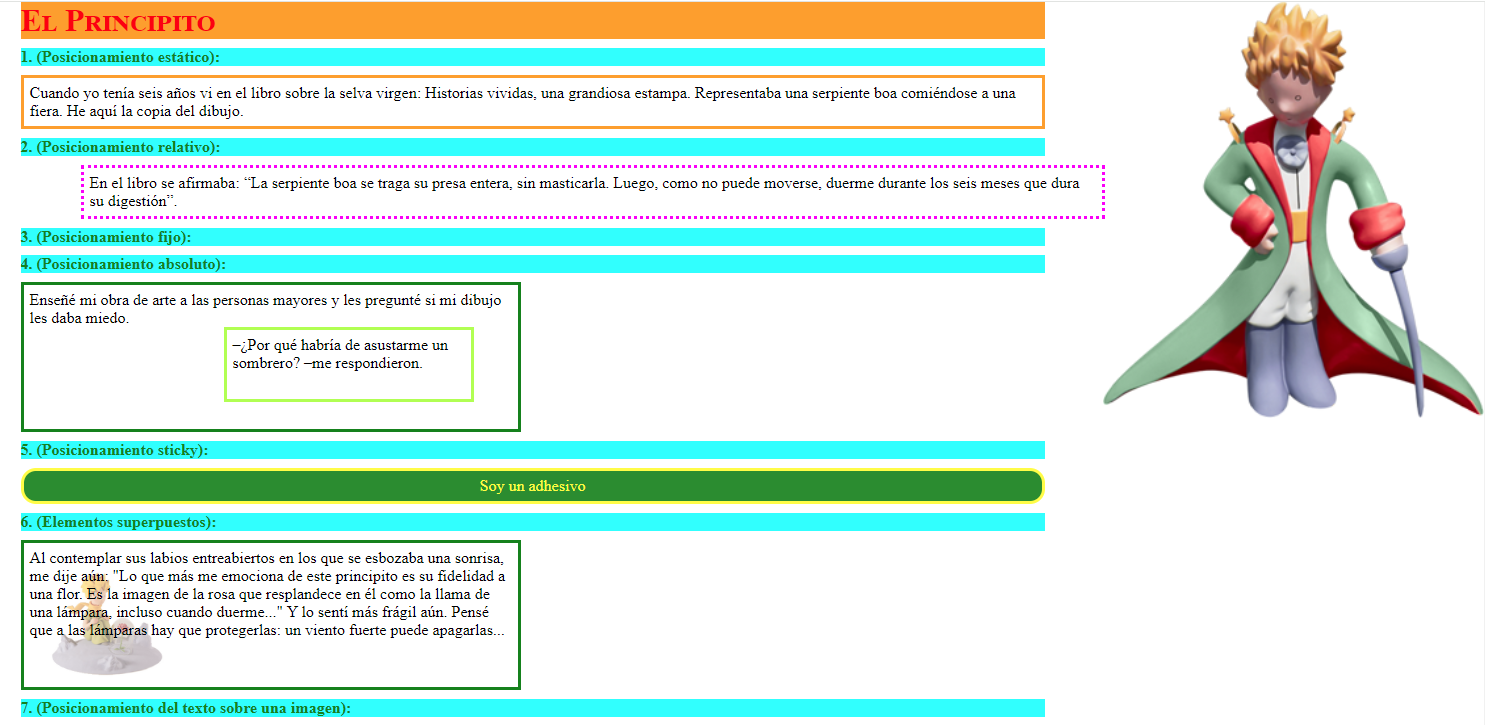 El Principito
1. (Posicionamiento estático):
Cuando yo tenía seis años vi en el libro sobre la selva virgen: Historias vividas, una grandiosa estampa. Representaba una serpiente boa comiéndose a una
fiera. He aquí la copia del dibujo.
2. (Posicionamiento relativo):
En el libro se afirmaba: “La serpiente boa se traga su presa entera, sin masticarla. Luego, como no puede moverse, duerme durante los seis meses que dura
su digestión”.
3. (Posicionamiento fijo):
4. (Posicionamiento absoluto):
Enseñé mi obra de arte a las personas mayores y les pregunté si mi dibujo
les daba miedo.
–¿Por qué habría de asustarme un
sombrero? –me respondieron.
5. (Posicionamiento sticky):
Soy un adhesivo
6. (Elementos superpuestos):
Al contemplar sus labios entreabiertos en los que se esbozaba una sonrisa,
me dije aún: "Lo que más me emociona de este principito es su fidelidad a
una flor. Es la imagen de la rosa que resplandece en él como la llama de
una lámpara, incluso cuando duerme..." Y lo sentí más frágil aún. Pensé
que a las lámparas hay que protegerlas: un viento fuerte puede apagarlas...
7. (Posicionamiento del texto sobre una imagen):